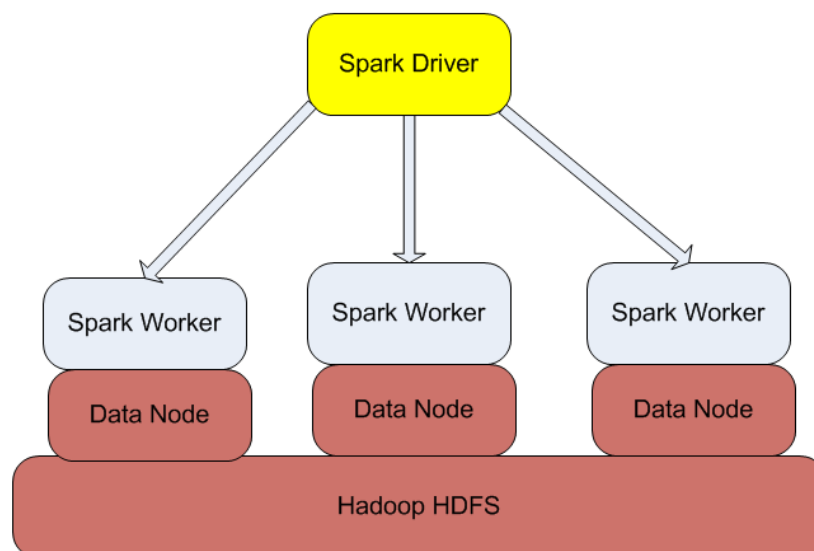 Spark Driver
Spark Worker
Spark Worker
Spark Worker
Data Node
Data Node
Data Node
Hadoop HDFS